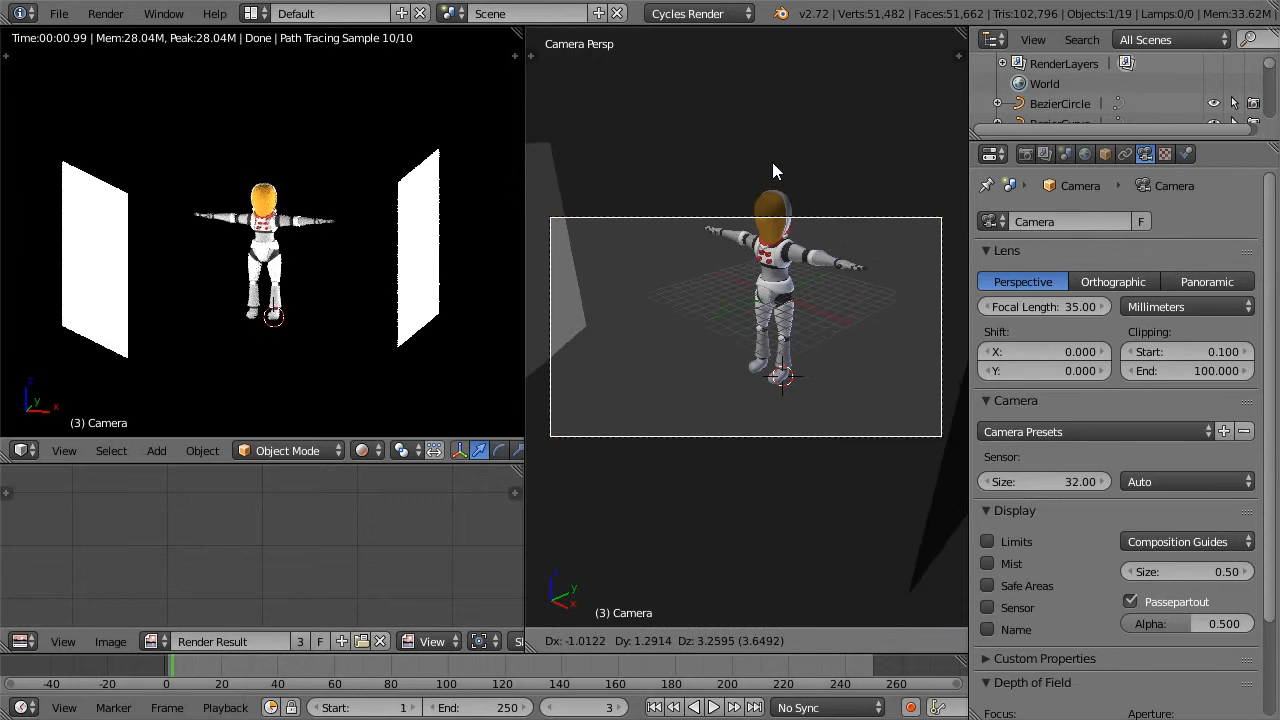 File Render Window Help Default Scene Cycles Render v2.72 | Verts:51,482 | Faces:51,662 | Tris:102,796 | Objects:1/19 | Lamps:0/0 | Mem:33.62M
Time:00:00.99 | Mem:28.04M, Peak:28.04M | Done | Path Tracing Sample 10/10
Camera Persp
View Search All Scenes
RenderLayers
World
BezierCircle
Camera Camera
Camera F
Lens
Perspective Orthographic Panoramic
Focal Length: 35.00 Millimeters
Shift: Clipping:
X: 0.000 Start: 0.100
Y: 0.000 End: 100.000
Camera
Camera Presets
Sensor:
Size: 32.00 Auto
Display
Limits Composition Guides
Mist Size: 0.50
Safe Areas
Sensor Passepartout
Name Alpha: 0.500
Custom Properties
Depth of Field
Focus: Aperture:
z
y
x
(3) Camera
View Select Add Object Object Mode
z
y
x
(3) Camera
View Image Render Result 3 F View
Dx: -1.0122 Dy: 1.2914 Dz: 3.2595 (3.6492)
-40 -20 0 20 40 60 80 100 120 140 160 180 200 220 240 260
View Marker Frame Playback Start: 1 End: 250 3 No Sync